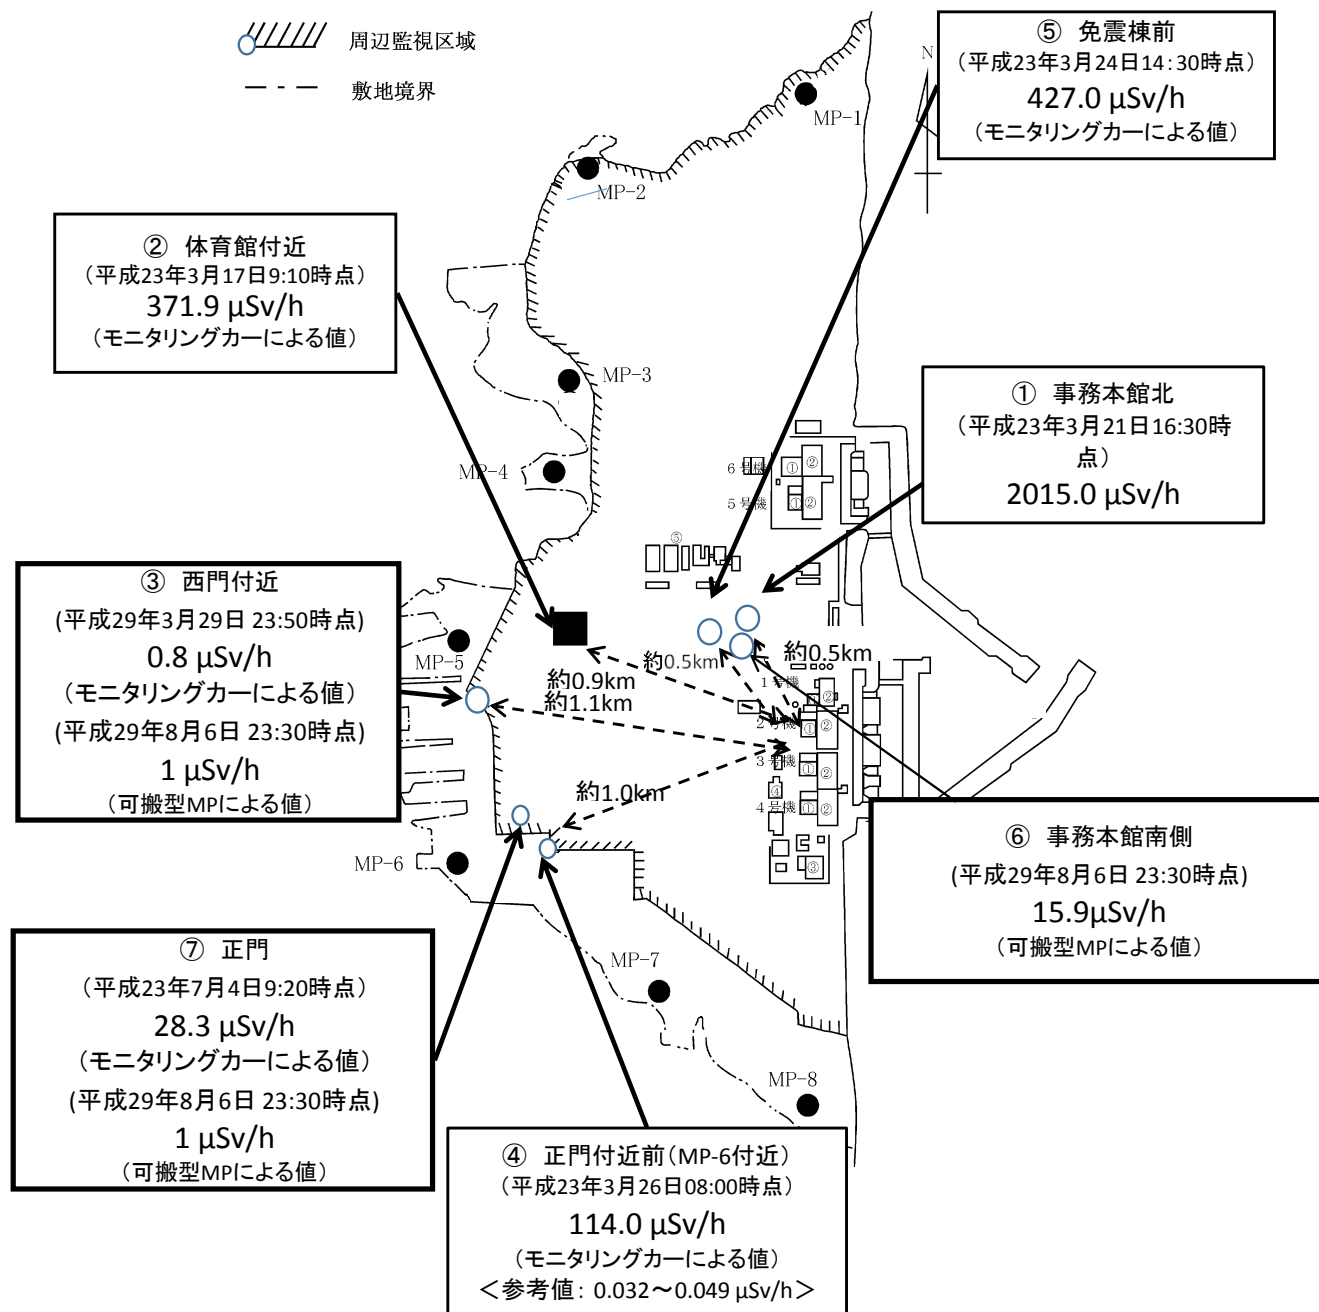 周辺監視区域
敷地境界
⑤ 免震棟前
（平成23年3月24日14:30時点）
427.0 μSv/h
（モニタリングカーによる値）
N
MP-1
MP-2
② 体育館付近
（平成23年3月17日9:10時点）
371.9 μSv/h
（モニタリングカーによる値）
MP-3
① 事務本館北
（平成23年3月21日16:30時
点）
2015.0 μSv/h
MP-4
6号機
①
②
5号機
①
②
⑤
③ 西門付近
(平成29年3月29日 23:50時点)
0.8 μSv/h
（モニタリングカーによる値）
(平成29年8月6日 23:30時点)
1 μSv/h
（可搬型MPによる値）
MP-5
約0.5km
約0.5km
約0.9km
約1.1km
1号機
②
2号機
①
②
3号機
①
②
約1.0km
④
4号機
①
②
③
MP-6
⑥ 事務本館南側
(平成29年8月6日 23:30時点)
15.9μSv/h
（可搬型MPによる値）
⑦ 正門
（平成23年7月4日9:20時点）
28.3 μSv/h
（モニタリングカーによる値）
(平成29年8月6日 23:30時点)
1 μSv/h
（可搬型MPによる値）
MP-7
MP-8
④ 正門付近前（MP-6付近）
（平成23年3月26日08:00時点）
114.0 μSv/h
（モニタリングカーによる値）
＜参考値: 0.032～0.049 μSv/h＞